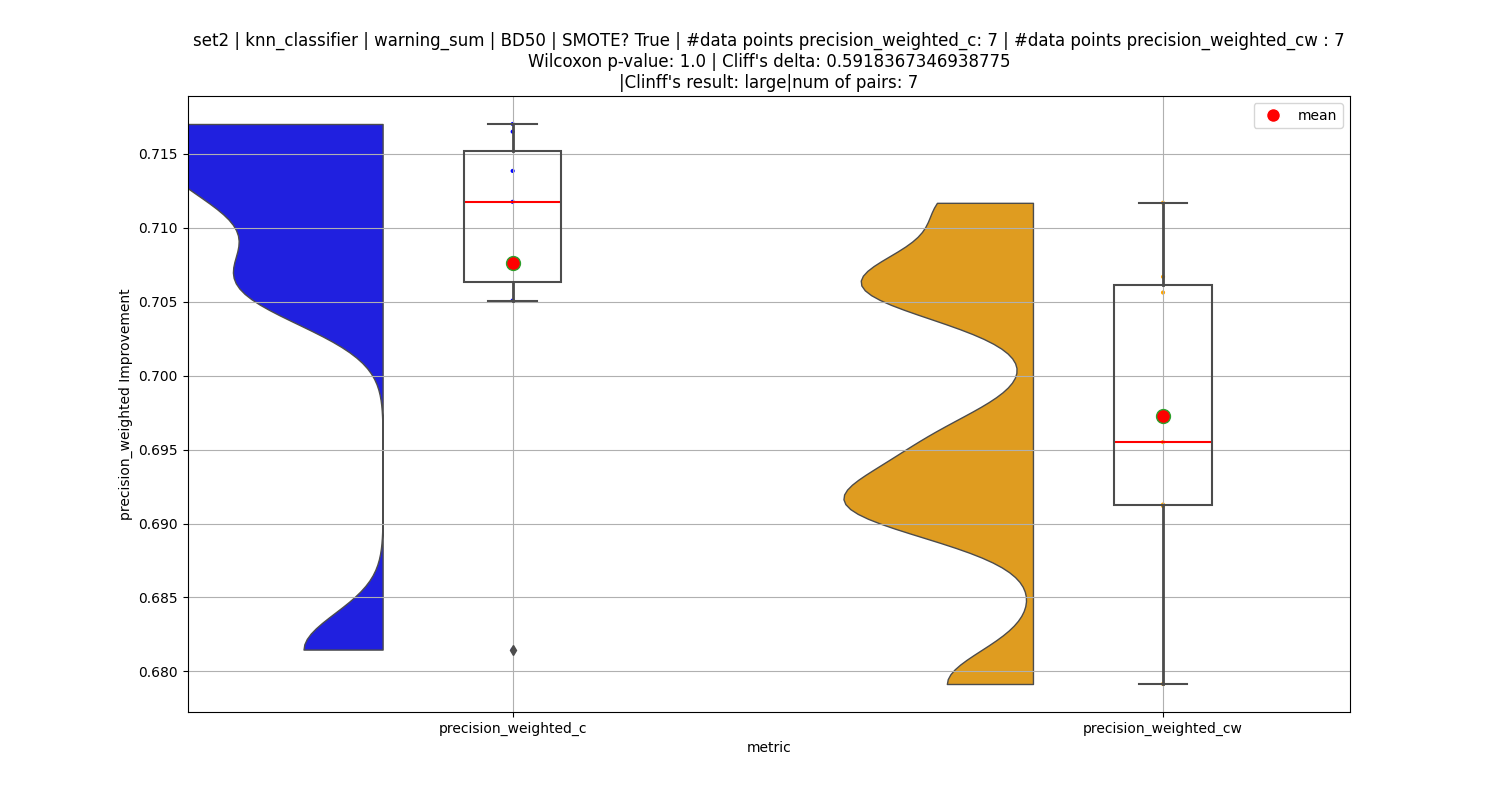 set2 | knn_classifier | warning_sum | BD50 | SMOTE? True | #data points precision_weighted_c: 7 | #data points precision_weighted_cw : 7
Wilcoxon p-value: 1.0 | Cliff's delta: 0.5918367346938775
|Clinff's result: large|num of pairs: 7
mean
0.715
0.710
0.705
0.700
0.695
0.690
0.685
0.680
precision_weighted Improvement
precision_weighted_c
precision_weighted_cw
metric